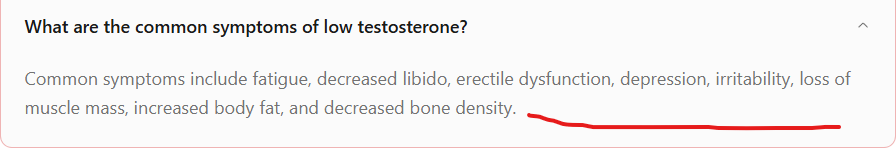 What are the common symptoms of low testosterone?
Common symptoms include fatigue, decreased libido, erectile dysfunction, depression, irritability, loss of
muscle mass, increased body fat, and decreased bone density.